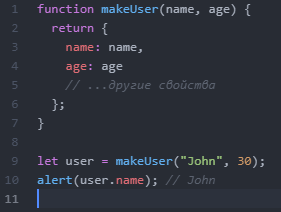 1 function makeUser(name, age) {
2   return {
3     name: name,
4     age: age
5     // ...другие свойства
6   };
7 }
8
9 let user = makeUser("John", 30);
10 alert(user.name); // John
11